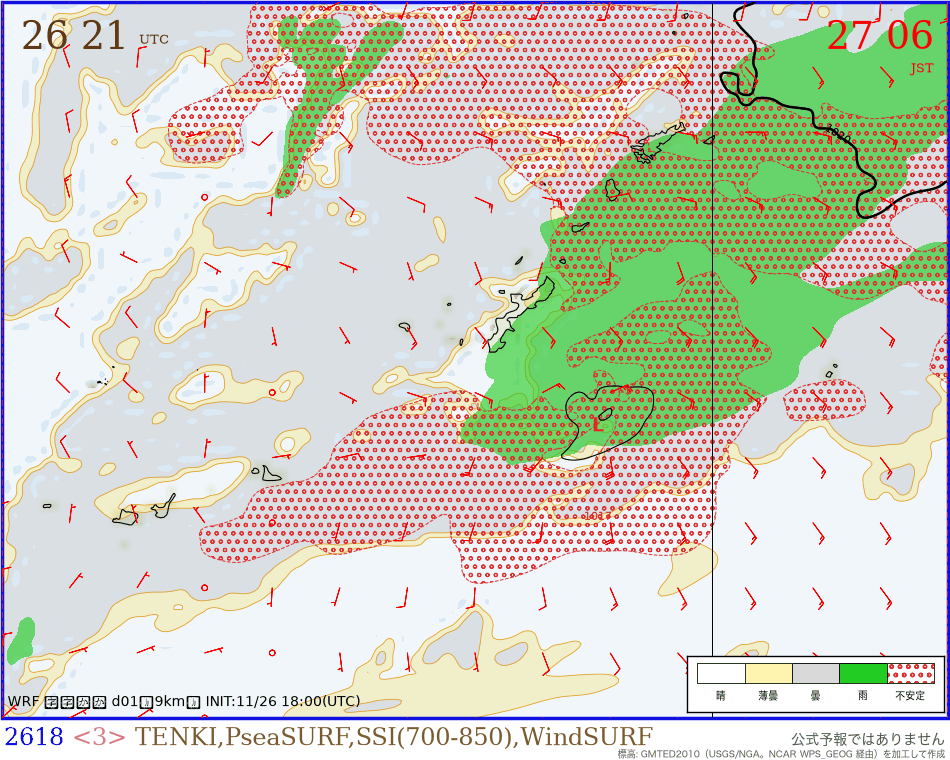 26 21 UTC
27 06
JST
L
1017
WRF d01 9km INIT:11/26 18:00(UTC)
晴 薄曇 曇 雨 不安定
2618 <3> TENKI,PseaSURF,SSI(700-850),WindSURF
公式予報ではありません
標高: GMTED2010（USGS/NGA。NCAR WPS_GEOG 経由）を加工して作成